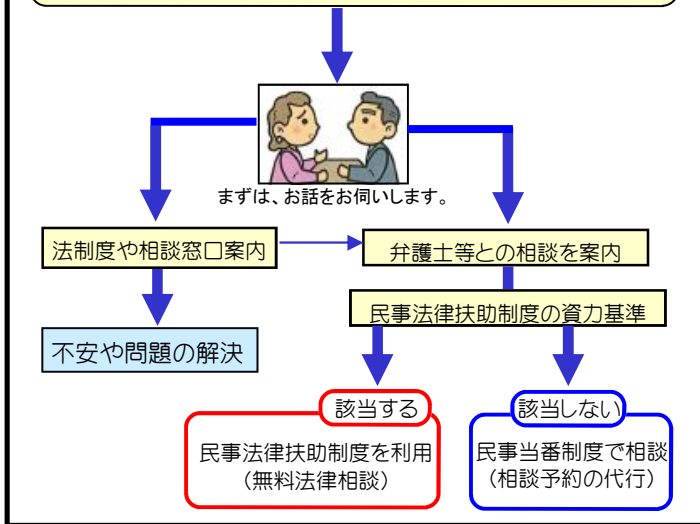 まずは、お話をお伺いします。
法制度や相談窓口案内
弁護士等との相談を案内
民事法律扶助制度の資力基準
不安や問題の解決
該当する
該当しない
民事法律扶助制度を利用
（無料法律相談）
民事当番制度で相談
（相談予約の代行）